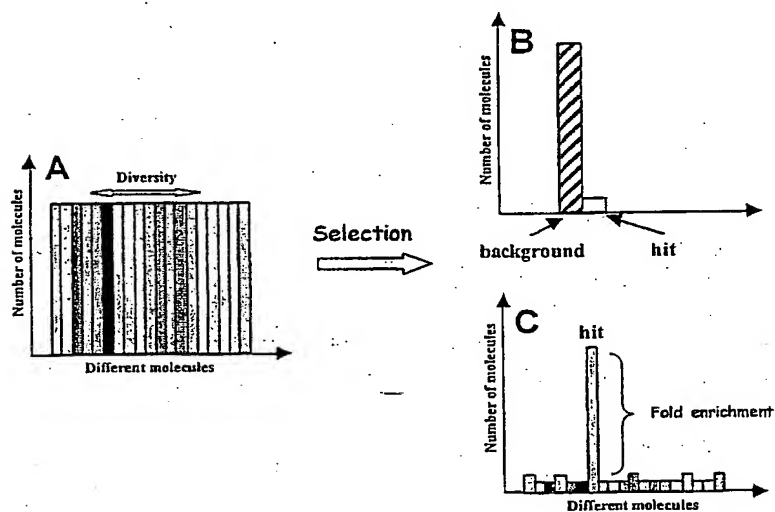 A
Diversity
Number of molecules
Different molecules
Selection
B
Number of molecules
background
hit
C
hit
Number of molecules
Fold enrichment
Different molecules